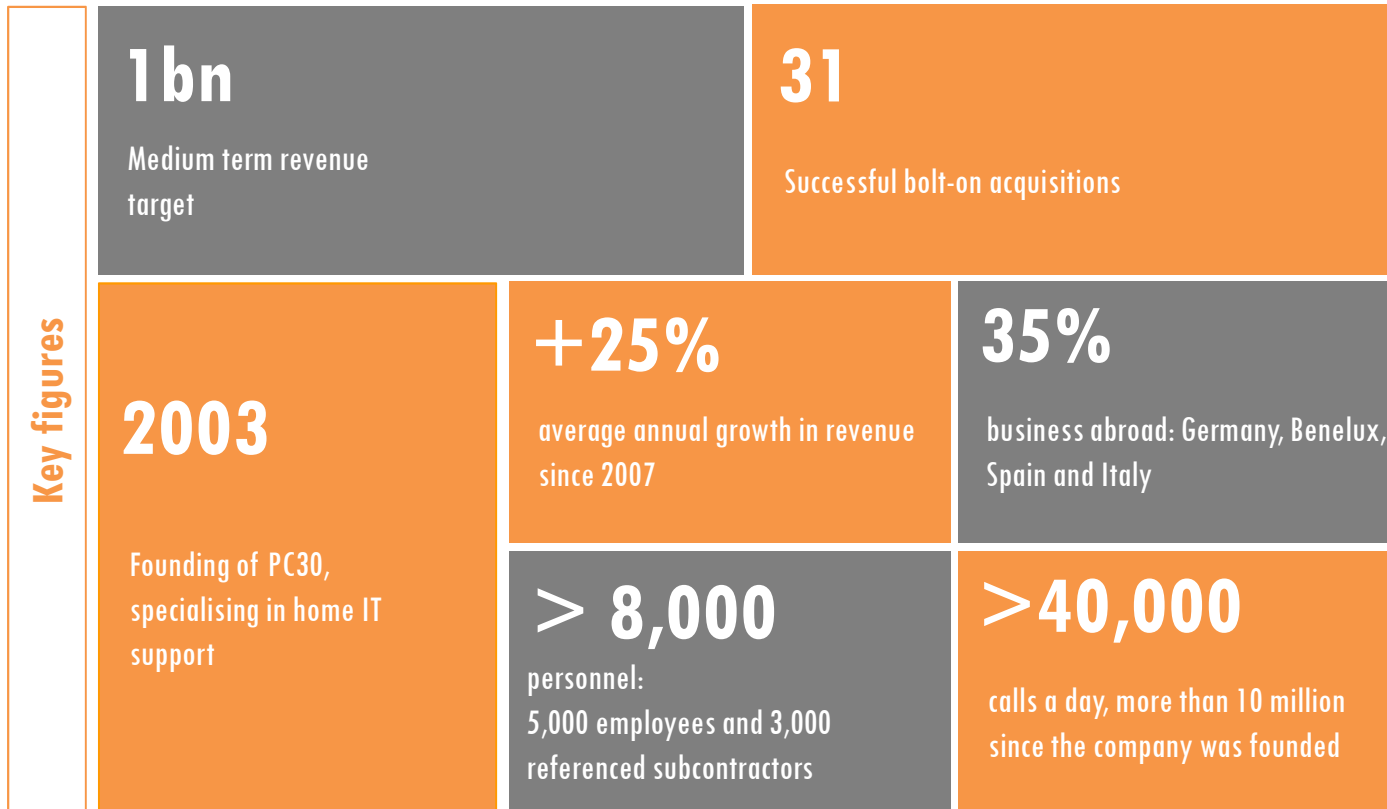 Key figures
1bn
Medium term revenue
target
31
Successful bolt-on acquisitions
2003
Founding of PC30,
specialising in home IT
support
+25%
average annual growth in revenue
since 2007
35%
business abroad: Germany, Benelux,
Spain and Italy
> 8,000
personnel:
5,000 employees and 3,000
referenced subcontractors
>40,000
calls a day, more than 10 million
since the company was founded